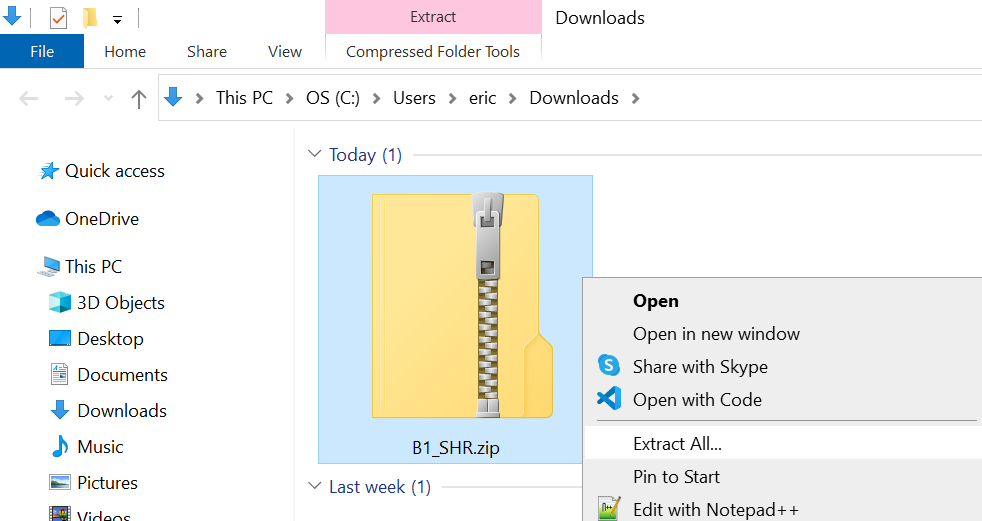 Extract
Downloads
File Home Share View Compressed Folder Tools
This PC OS (C:) Users eric Downloads
Quick access
OneDrive
This PC
3D Objects
Desktop
Documents
Downloads
Music
Pictures
Videos
Today (1)
B1_SHR.zip
Last week (1)
Open
Open in new window
Share with Skype
Open with Code
Extract All...
Pin to Start
Edit with Notepad++